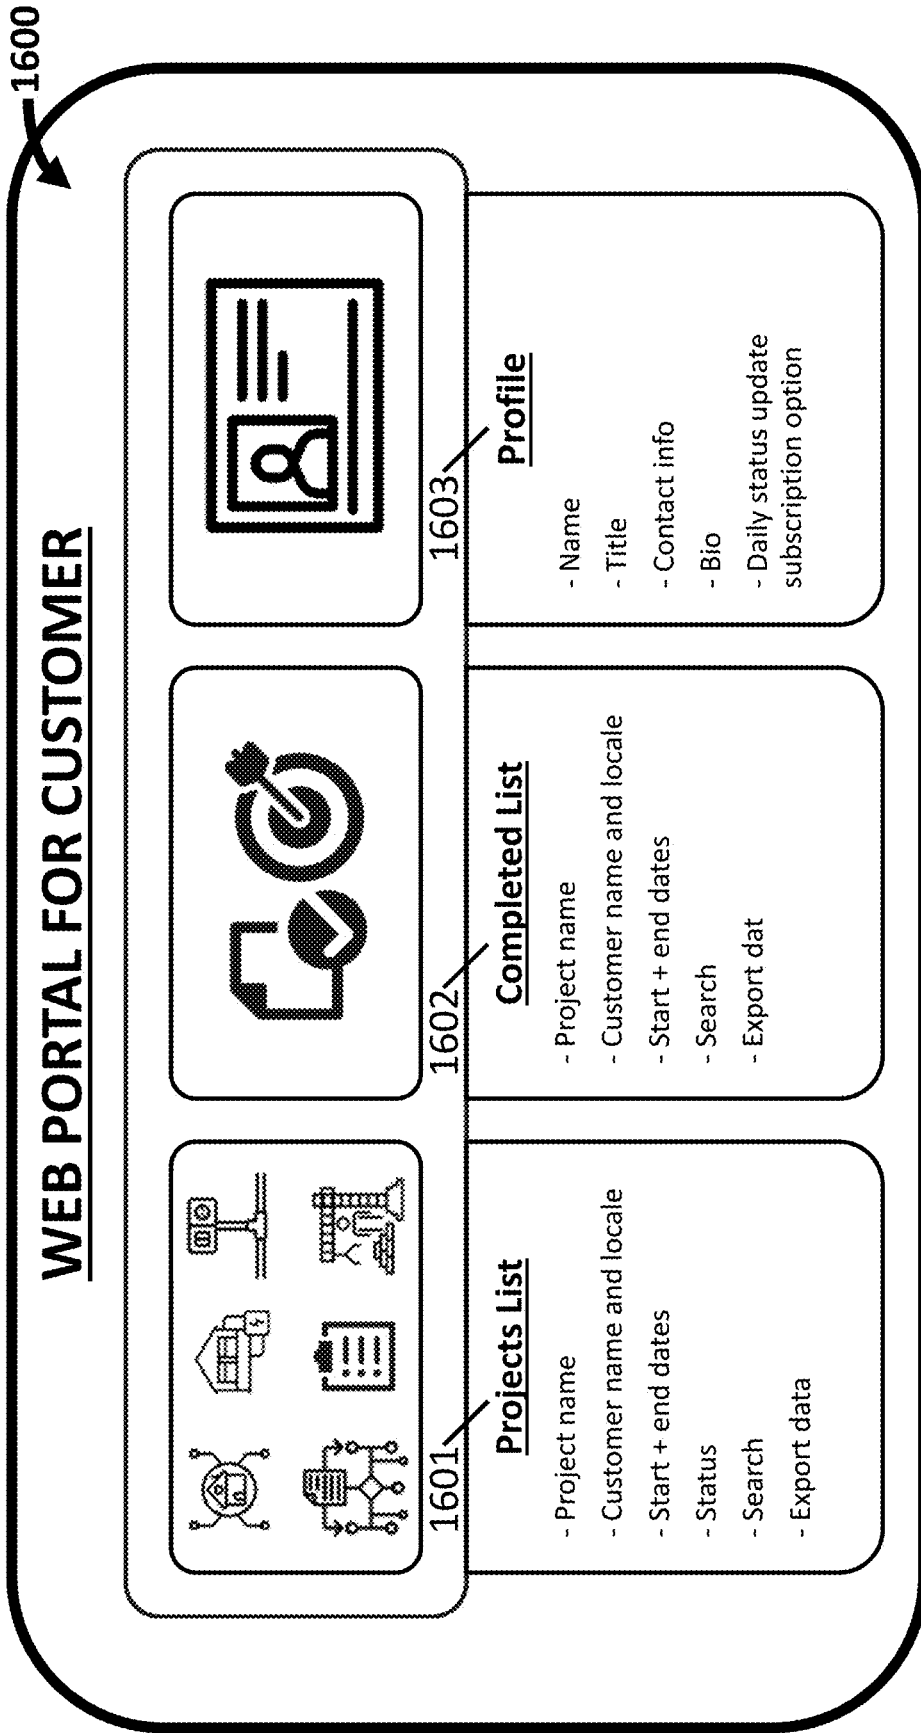 1600
WEB PORTAL FOR CUSTOMER
1601
Projects List
- Project name
- Customer name and locale
- Start + end dates
- Status
- Search
- Export data
1602
Completed List
- Project name
- Customer name and locale
- Start + end dates
- Search
- Export dat
1603
Profile
- Name
- Title
- Contact info
- Bio
- Daily status update
subscription option